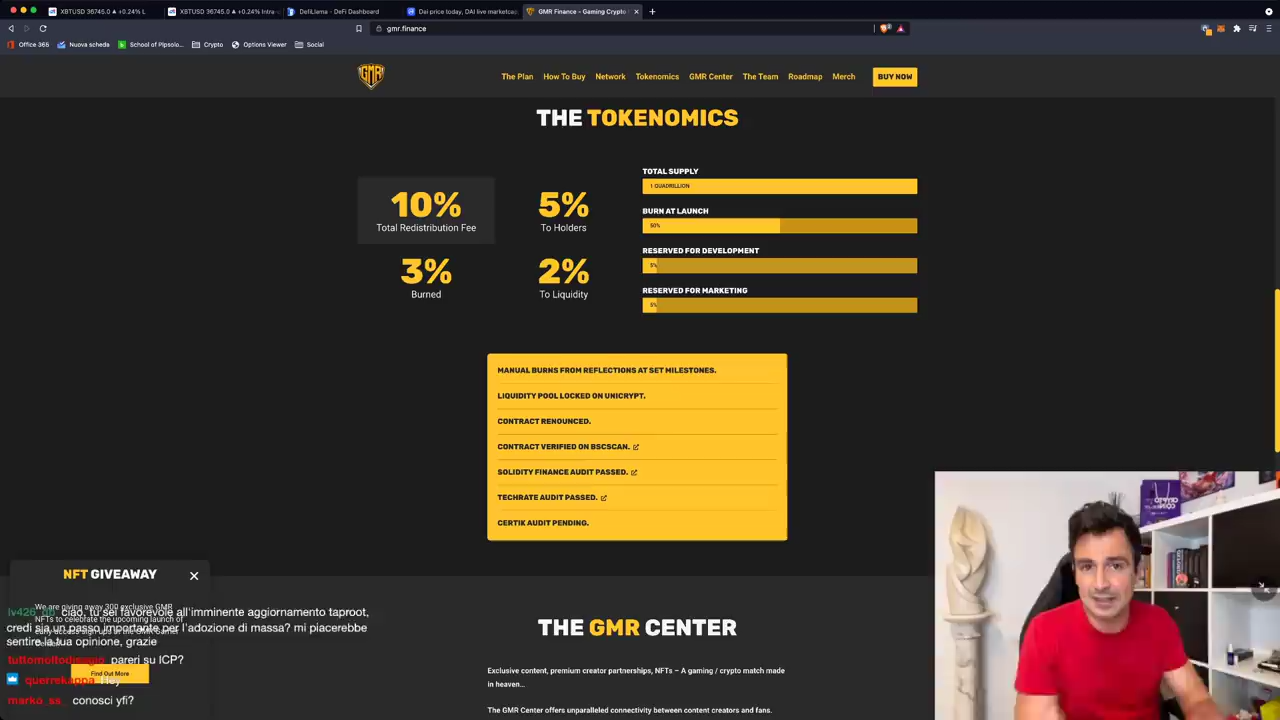 XBTUSD 36745.0 ▲ +0.24% L
XBTUSD 36745.0 ▲ +0.24% Intra-
DefiLlama - DeFi Dashboard
Dai price today, DAI live marketcap
GMR Finance – Gaming Crypto
gmr.finance
Office 365
Nuova scheda
School of Pipsolo...
Crypto
Options Viewer
Social
GMR
The Plan
How To Buy
Network
Tokenomics
GMR Center
The Team
Roadmap
Merch
BUY NOW
THE TOKENOMICS
10%
Total Redistribution Fee
5%
To Holders
3%
Burned
2%
To Liquidity
TOTAL SUPPLY
1 QUADRILLION
BURN AT LAUNCH
50%
RESERVED FOR DEVELOPMENT
5%
RESERVED FOR MARKETING
5%
MANUAL BURNS FROM REFLECTIONS AT SET MILESTONES.
LIQUIDITY POOL LOCKED ON UNICRYPT.
CONTRACT RENOUNCED.
CONTRACT VERIFIED ON BSCSCAN.
SOLIDITY FINANCE AUDIT PASSED.
TECHRATE AUDIT PASSED.
CERTIK AUDIT PENDING.
NFT GIVEAWAY
We are giving away 300 exclusive GMR
NFTs to celebrate the upcoming launch of
Find Out More
ciao, tu sei favorevole all'imminente aggiornamento taproot,
credi sia un passo importante per l'adozione di massa? mi piacerebbe
sentire la tua opinione, grazie
tuttomoltodisagio pareri su ICP?
querrekappa Hey
marko_ss conosci yfi?
THE GMR CENTER
Exclusive content, premium creator partnerships, NFTs – A gaming / crypto match made
in heaven...
The GMR Center offers unparalleled connectivity between content creators and fans.